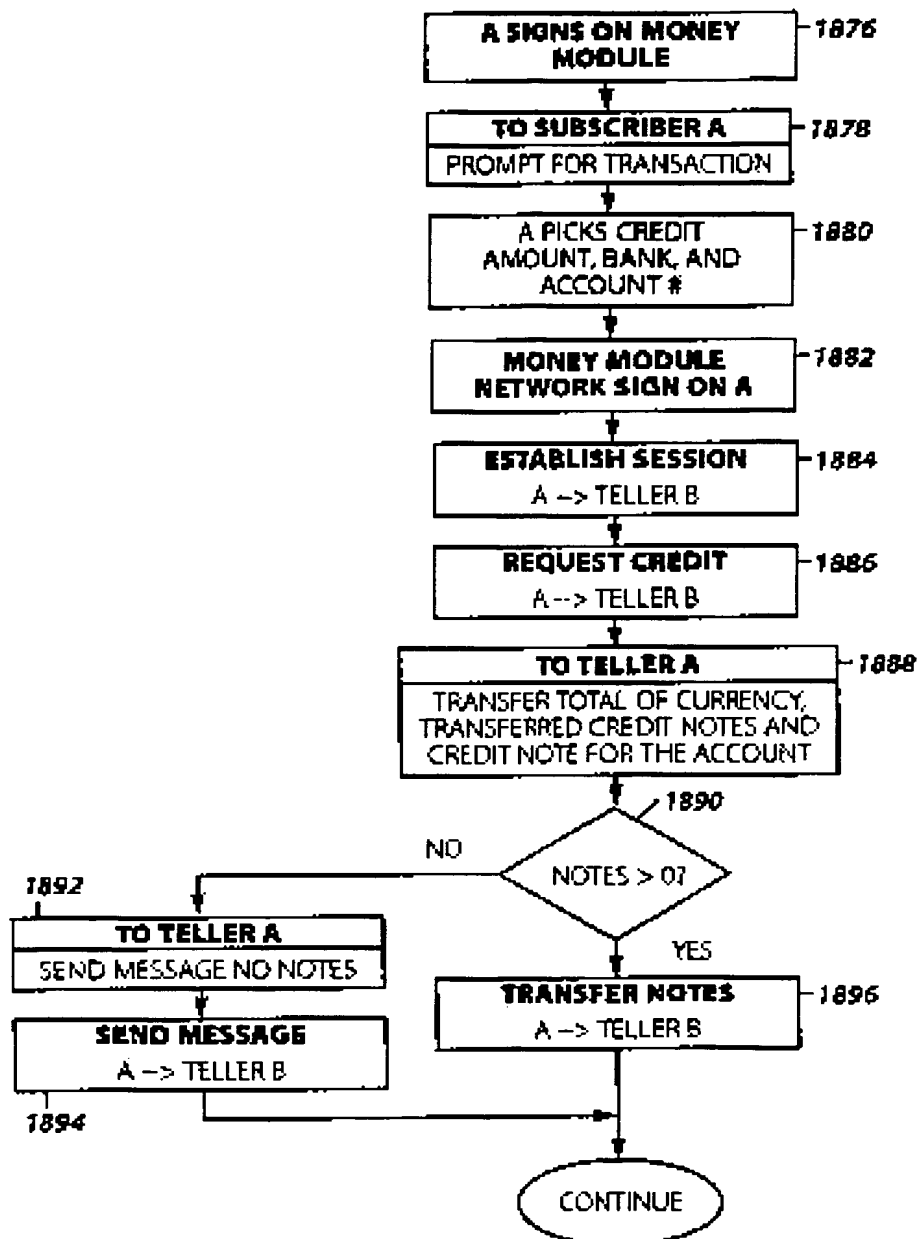 A SIGNS ON MONEY
MODULE
1876
TO SUBSCRIBER A
1878
PROMPT FOR TRANSACTION
A PICKS CREDIT
AMOUNT, BANK, AND
ACCOUNT #
1880
MONEY MODULE
NETWORK SIGN ON A
1882
ESTABLISH SESSION
A --> TELLER B
1884
REQUEST CREDIT
A --> TELLER B
1886
TO TELLER A
1888
TRANSFER TOTAL OF CURRENCY,
TRANSFERRED CREDIT NOTES AND
CREDIT NOTE FOR THE ACCOUNT
1890
NOTES > 0?
NO
YES
1892
TO TELLER A
SEND MESSAGE NO NOTES
SEND MESSAGE
A --> TELLER B
1894
TRANSFER NOTES
A --> TELLER B
1896
CONTINUE